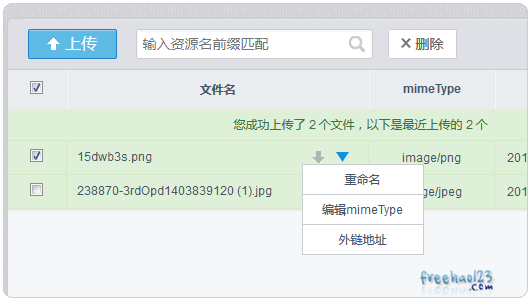 上传 输入资源名前缀匹配 删除
文件名 mimeType
您成功上传了 2 个文件，以下是最近上传的 2 个
15dwb3s.png image/png 201
238870-3rdOpd1403839120 (1).jpg ge/jpeg 201
重命名
编辑mimeType
外链地址
freehao123
.com